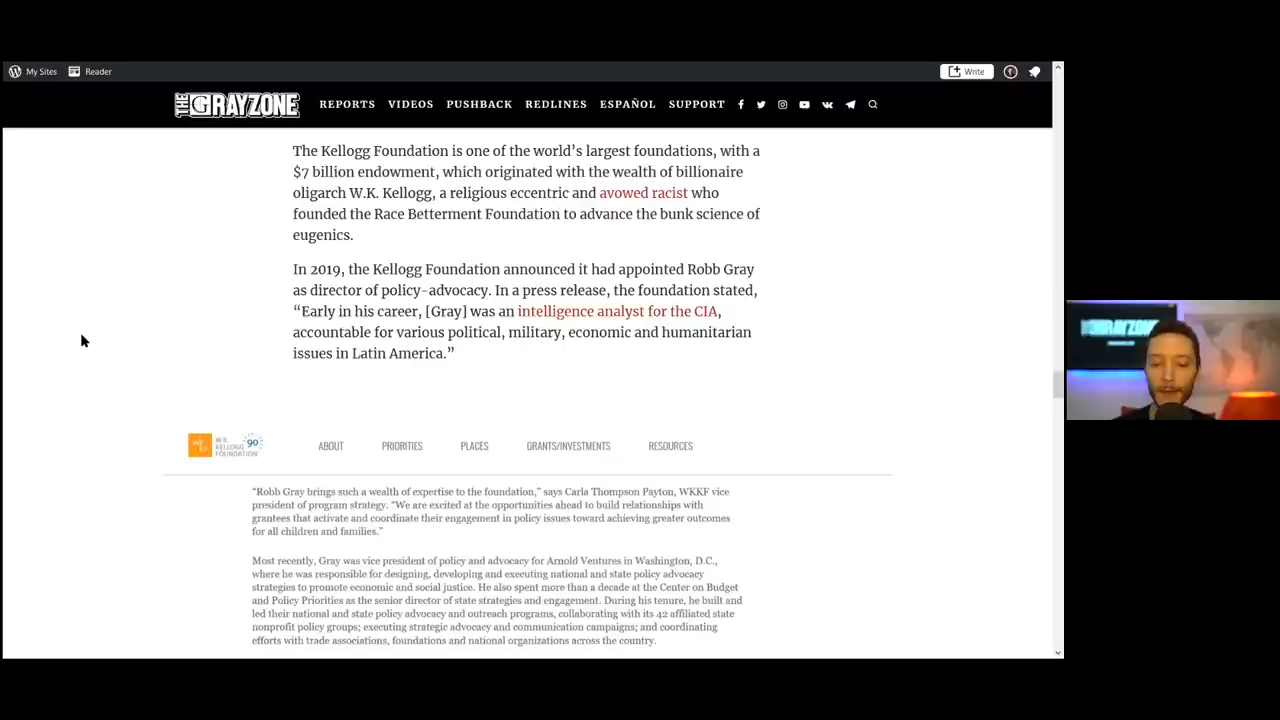 My Sites Reader Write
THE GRAYZONE REPORTS VIDEOS PUSHBACK REDLINES ESPAÑOL SUPPORT
The Kellogg Foundation is one of the world’s largest foundations, with a
$7 billion endowment, which originated with the wealth of billionaire
oligarch W.K. Kellogg, a religious eccentric and avowed racist who
founded the Race Betterment Foundation to advance the bunk science of
eugenics.
In 2019, the Kellogg Foundation announced it had appointed Robb Gray
as director of policy-advocacy. In a press release, the foundation stated,
“Early in his career, [Gray] was an intelligence analyst for the CIA,
accountable for various political, military, economic and humanitarian
issues in Latin America.”
GRAYZONE
W.K.
KELLOGG
FOUNDATION
90
ABOUT PRIORITIES PLACES GRANTS/INVESTMENTS RESOURCES
“Robb Gray brings such a wealth of expertise to the foundation,” says Carla Thompson Payton, WKKF vice
president of program strategy. “We are excited at the opportunities ahead to build relationships with
grantees that activate and coordinate their engagement in policy issues toward achieving greater outcomes
for all children and families.”
Most recently, Gray was vice president of policy and advocacy for Arnold Ventures in Washington, D.C.,
where he was responsible for designing, developing and executing national and state policy advocacy
strategies to promote economic and social justice. He also spent more than a decade at the Center on Budget
and Policy Priorities as the senior director of state strategies and engagement. During his tenure, he built and
led their national and state policy advocacy and outreach programs, collaborating with its 42 affiliated state
nonprofit policy groups; executing strategic advocacy and communication campaigns; and coordinating
efforts with trade associations, foundations and national organizations across the country.